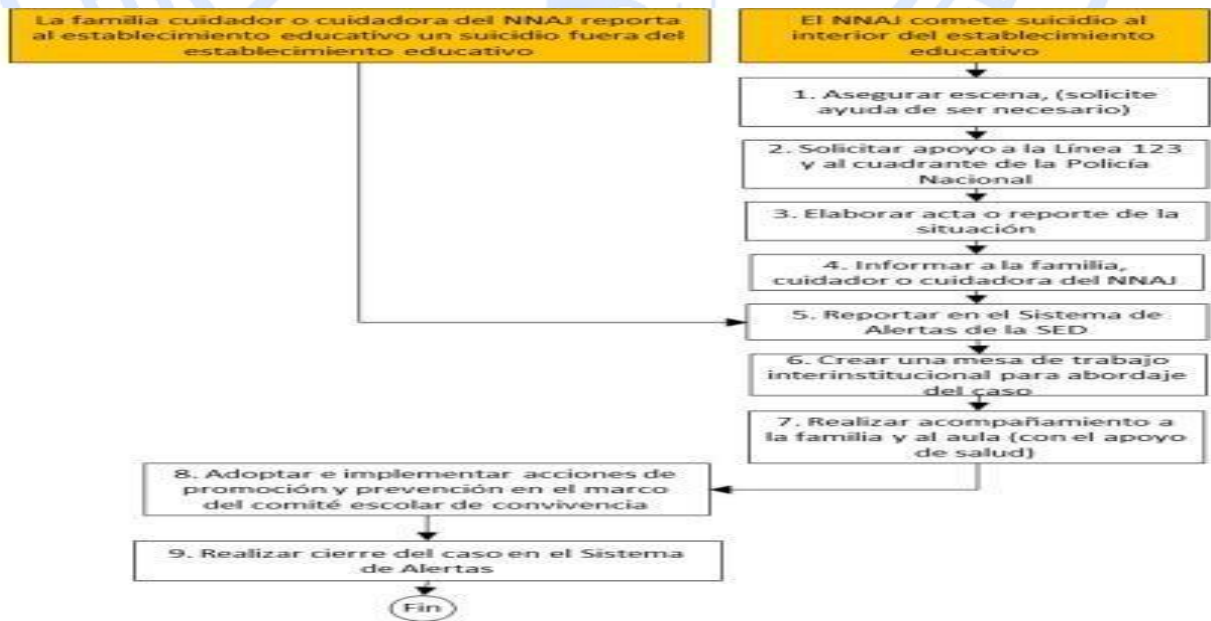 La familia cuidador o cuidadora del NNAJ reporta
al establecimiento educativo un suicidio fuera del
establecimiento educativo
El NNAJ comete suicidio al
interior del establecimiento
educativo
1. Asegurar escena, (solicite
ayuda de ser necesario)
2. Solicitar apoyo a la Línea 123
y al cuadrante de la Policía
Nacional
3. Elaborar acta o reporte de la
situación
4. Informar a la familia,
cuidador o cuidadora del NNAJ
5. Reportar en el Sistema de
Alertas de la SED
6. Crear una mesa de trabajo
interinstitucional para abordaje
del caso
7. Realizar acompañamiento a
la familia y al aula (con el apoyo
de salud)
8. Adoptar e implementar acciones de
promoción y prevención en el marco
del comité escolar de convivencia
9. Realizar cierre del caso en el Sistema
de Alertas
Fin